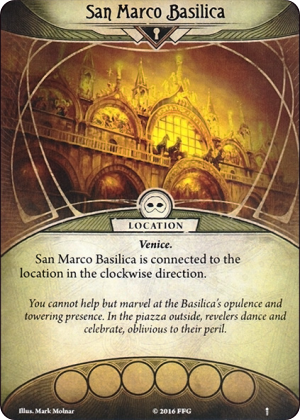 San Marco Basilica
LOCATION
Venice.
San Marco Basilica is connected to the
location in the clockwise direction.
You cannot help but marvel at the Basilica's opulence and
towering presence. In the piazza outside, revelers dance and
celebrate, oblivious to their peril.
Illus. Mark Molnar
© 2016 FFG